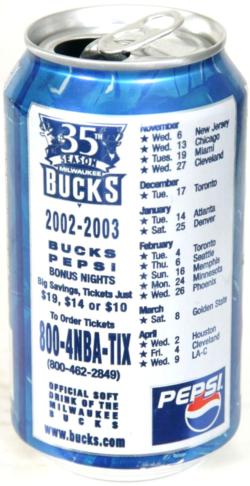 35TH
SEASON
MILWAUKEE
BUCKS
2002-2003
BUCKS
PEPSI
BONUS NIGHTS
Big Savings, Tickets Just
$19, $14 or $10
To Order Tickets
800-4NBA-TIX
(800-462-2849)
OFFICIAL SOFT
DRINK OF THE
MILWAUKEE
BUCKS
www.bucks.com
November
★ Wed. 6 New Jersey
★ Wed. 13 Chicago
★ Tues. 19 Miami
★ Wed. 27 Cleveland
December
★ Tue. 17 Toronto
January
★ Tue. 14 Atlanta
★ Sat. 25 Denver
February
★ Tue. 4 Toronto
★ Thu. 6 Seattle
★ Sun. 16 Memphis
★ Mon. 24 Minnesota
★ Wed. 26 Phoenix
March
★ Sat. 8 Golden State
April
★ Wed. 2 Houston
★ Fri. 4 Cleveland
★ Wed. 9 LA-C
PEPSI